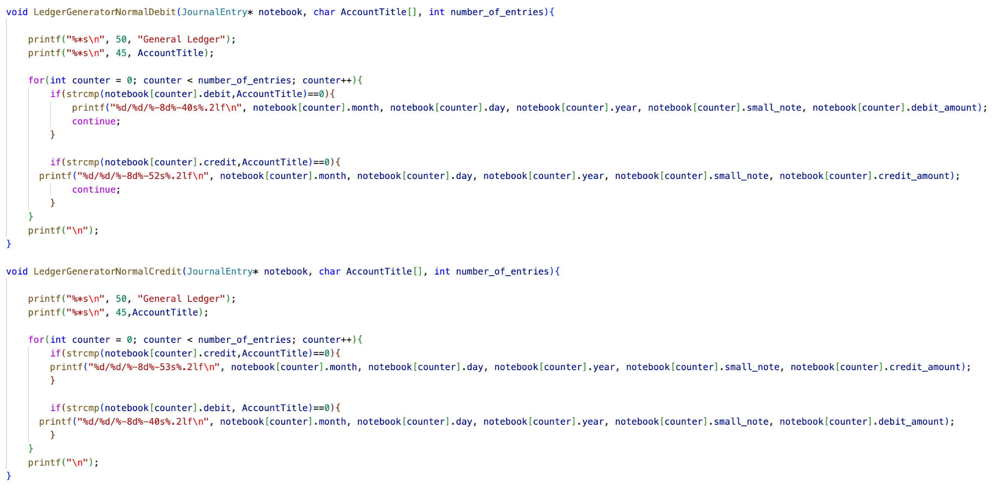 void LedgerGeneratorNormalDebit(JournalEntry* notebook, char AccountTitle[], int number_of_entries){
    printf("%*s\n", 50, "General Ledger");
    printf("%*s\n", 45, AccountTitle);
    for(int counter = 0; counter < number_of_entries; counter++){
        if(strcmp(notebook[counter].debit,AccountTitle)==0){
            printf("%d/%d/%-8d%-40s%.2lf\n", notebook[counter].month, notebook[counter].day, notebook[counter].year, notebook[counter].small_note, notebook[counter].debit_amount);
            continue;
        }
        if(strcmp(notebook[counter].credit,AccountTitle)==0){
      printf("%d/%d/%-8d%-52s%.2lf\n", notebook[counter].month, notebook[counter].day, notebook[counter].year, notebook[counter].small_note, notebook[counter].credit_amount);
            continue;
        }
    }
    printf("\n");
}
void LedgerGeneratorNormalCredit(JournalEntry* notebook, char AccountTitle[], int number_of_entries){
    printf("%*s\n", 50, "General Ledger");
    printf("%*s\n", 45,AccountTitle);
    for(int counter = 0; counter < number_of_entries; counter++){
        if(strcmp(notebook[counter].credit,AccountTitle)==0){
        printf("%d/%d/%-8d%-53s%.2lf\n", notebook[counter].month, notebook[counter].day, notebook[counter].year, notebook[counter].small_note, notebook[counter].credit_amount);
        }
        if(strcmp(notebook[counter].debit, AccountTitle)==0){
      printf("%d/%d/%-8d%-40s%.2lf\n", notebook[counter].month, notebook[counter].day, notebook[counter].year, notebook[counter].small_note, notebook[counter].debit_amount);
        }
    }
    printf("\n");
}